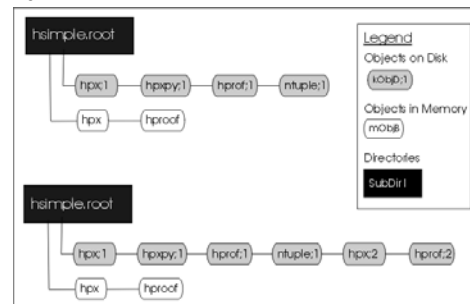 hsimple.root
hpx;1 hpxpy;1 hprof;1 ntuple;1
hpx hproof
Legend
Objects on Disk
kObjD;1
Objects in Memory
mObjB
Directories
SubDir1
hsimple.root
hpx;1 hpxpy;1 hprof;1 ntuple;1 hpx;2 hprof;2
hpx hproof